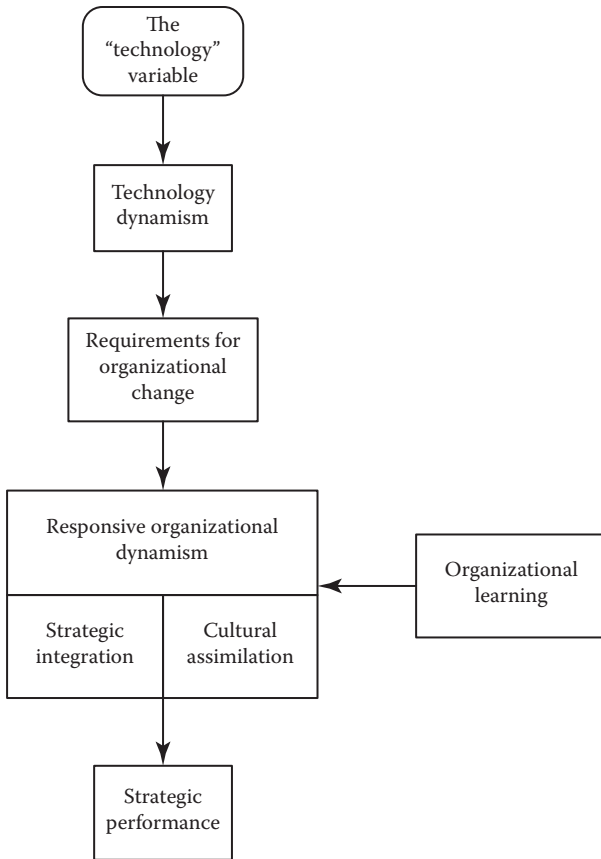 The
“technology”
variable
Technology
dynamism
Requirements for
organizational
change
Responsive organizational
dynamism
Organizational
learning
Strategic
integration
Cultural
assimilation
Strategic
performance